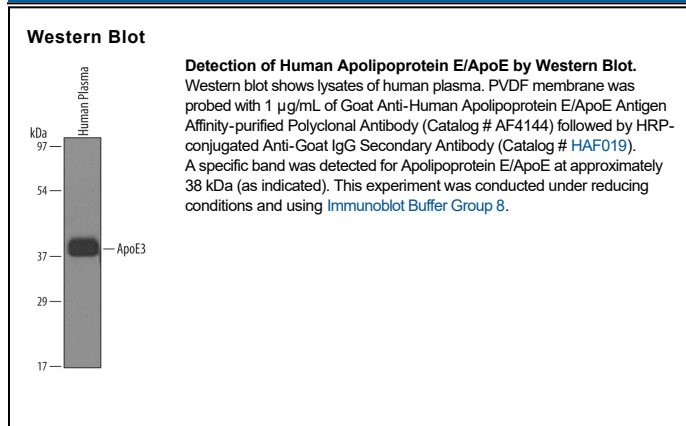 Western Blot
Human Plasma
Detection of Human Apolipoprotein E/ApoE by Western Blot.
Western blot shows lysates of human plasma. PVDF membrane was
probed with 1 µg/mL of Goat Anti-Human Apolipoprotein E/ApoE Antigen
Affinity-purified Polyclonal Antibody (Catalog # AF4144) followed by HRP-
conjugated Anti-Goat IgG Secondary Antibody (Catalog # HAF019).
A specific band was detected for Apolipoprotein E/ApoE at approximately
38 kDa (as indicated). This experiment was conducted under reducing
conditions and using Immunoblot Buffer Group 8.
kDa
97
54
37
ApoE3
29
17